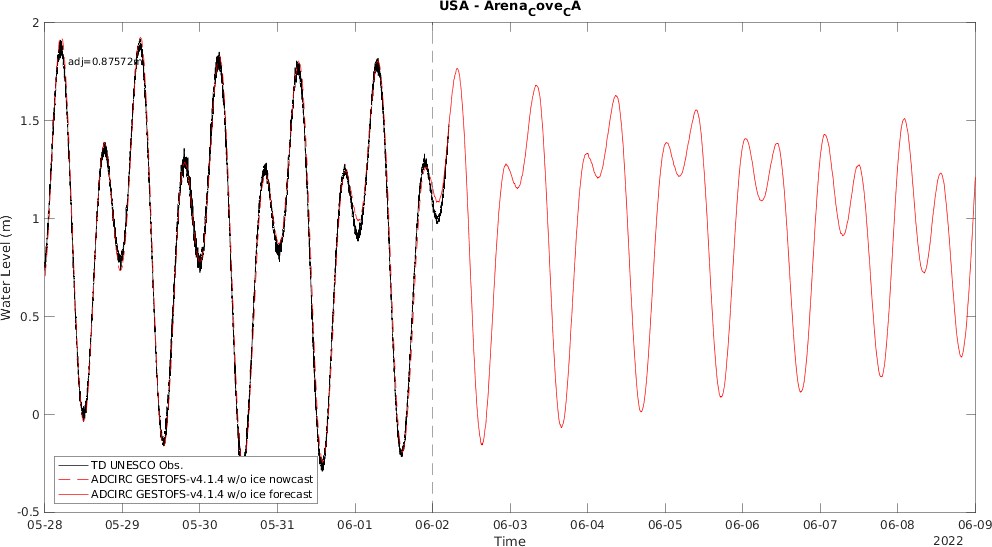 USA - ArenaCoveCA
adj=0.87572m
2
1.5
1
0.5
0
-0.5
Water Level (m)
TD UNESCO Obs.
ADCIRC GESTOFS-v4.1.4 w/o ice nowcast
ADCIRC GESTOFS-v4.1.4 w/o ice forecast
05-28 05-29 05-30 05-31 06-01 06-02 06-03 06-04 06-05 06-06 06-07 06-08 06-09
Time
2022